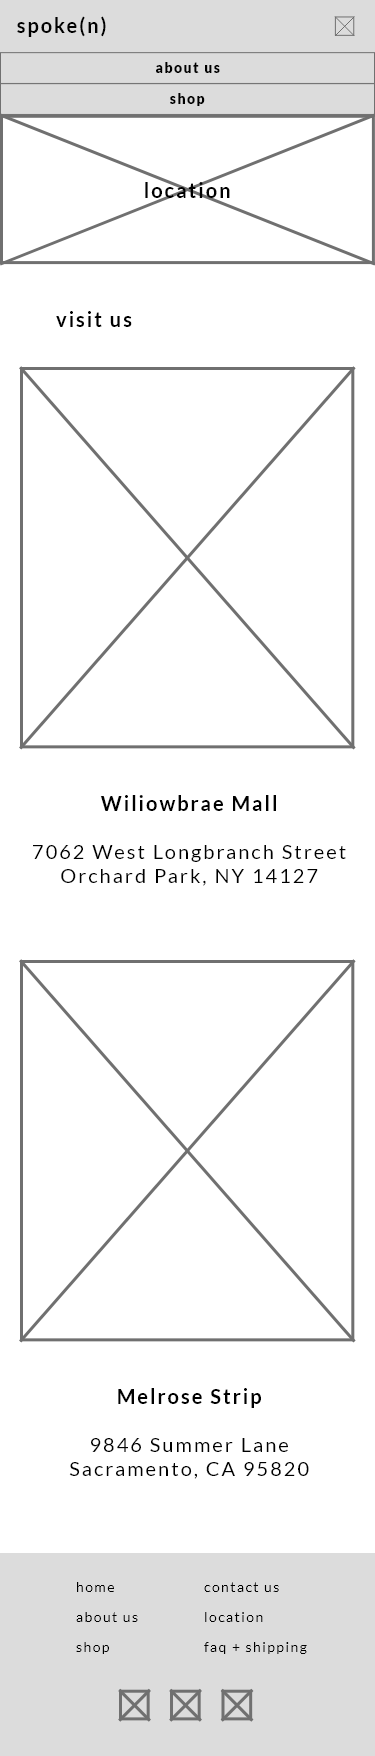 spoke(n)
about us
shop
location
visit us
Wiliowbrae Mall
7062 West Longbranch Street
Orchard Park, NY 14127
Melrose Strip
9846 Summer Lane
Sacramento, CA 95820
home
contact us
about us
location
shop
faq + shipping